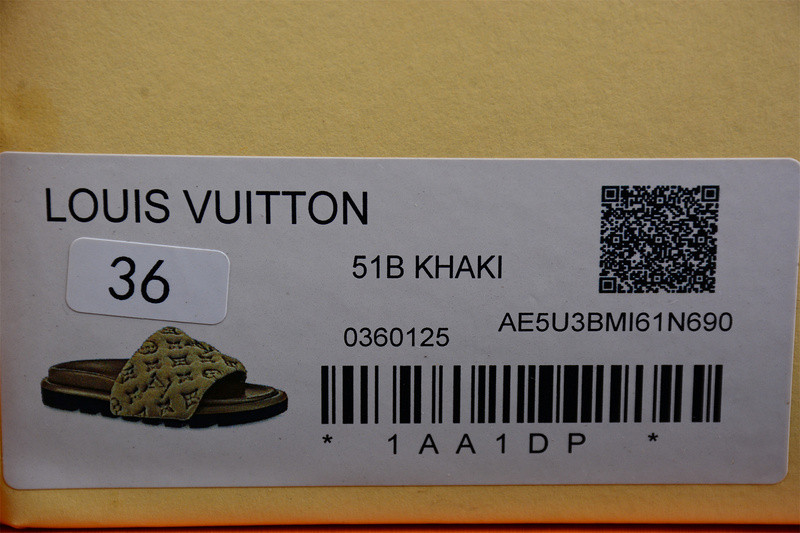 LOUIS VUITTON
36
51B KHAKI
0360125
AE5U3BMI61N690
* 1AA1DP *